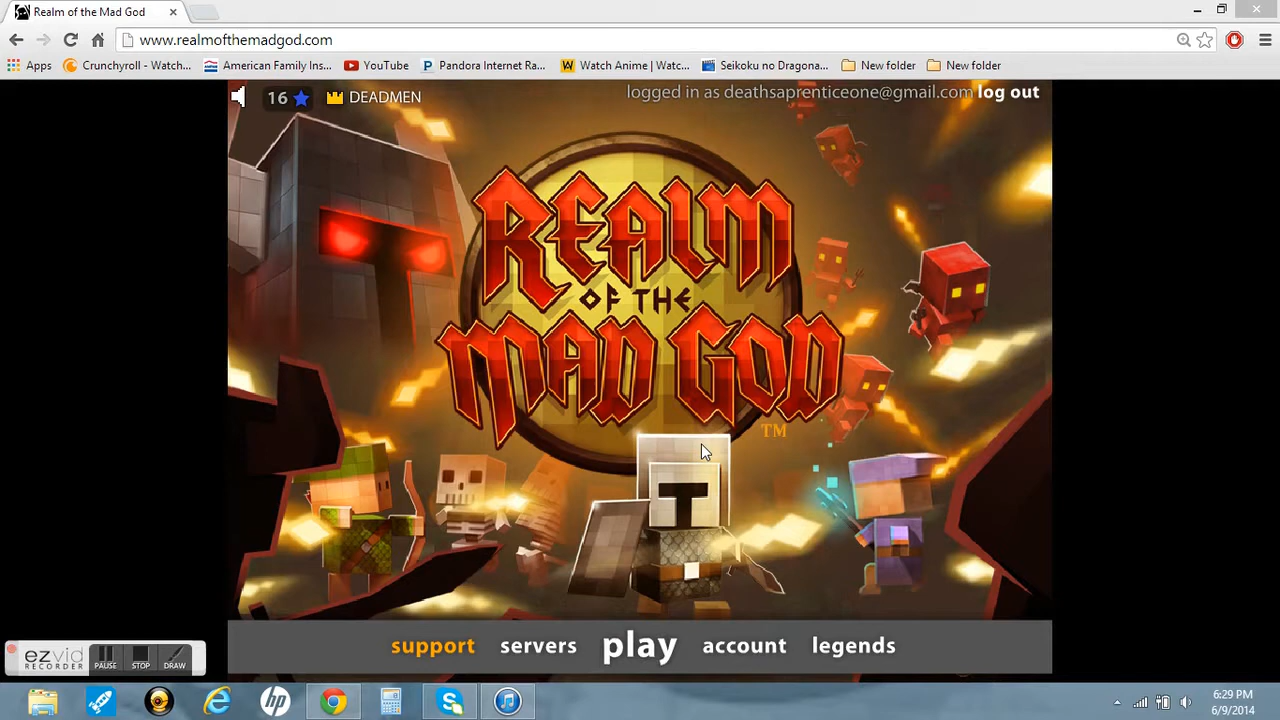 Realm of the Mad God
www.realmofthemadgod.com
Apps Crunchyroll - Watch... American Family Ins... YouTube Pandora Internet Ra... Watch Anime | Watc... Seikoku no Dragona... New folder New folder
16 DEADMEN logged in as deathsaprenticeone@gmail.com log out
REALM
OF THE
MAD GOD
TM
support servers play account legends
ezvid
RECORDER
PAUSE STOP DRAW
6:29 PM
6/9/2014